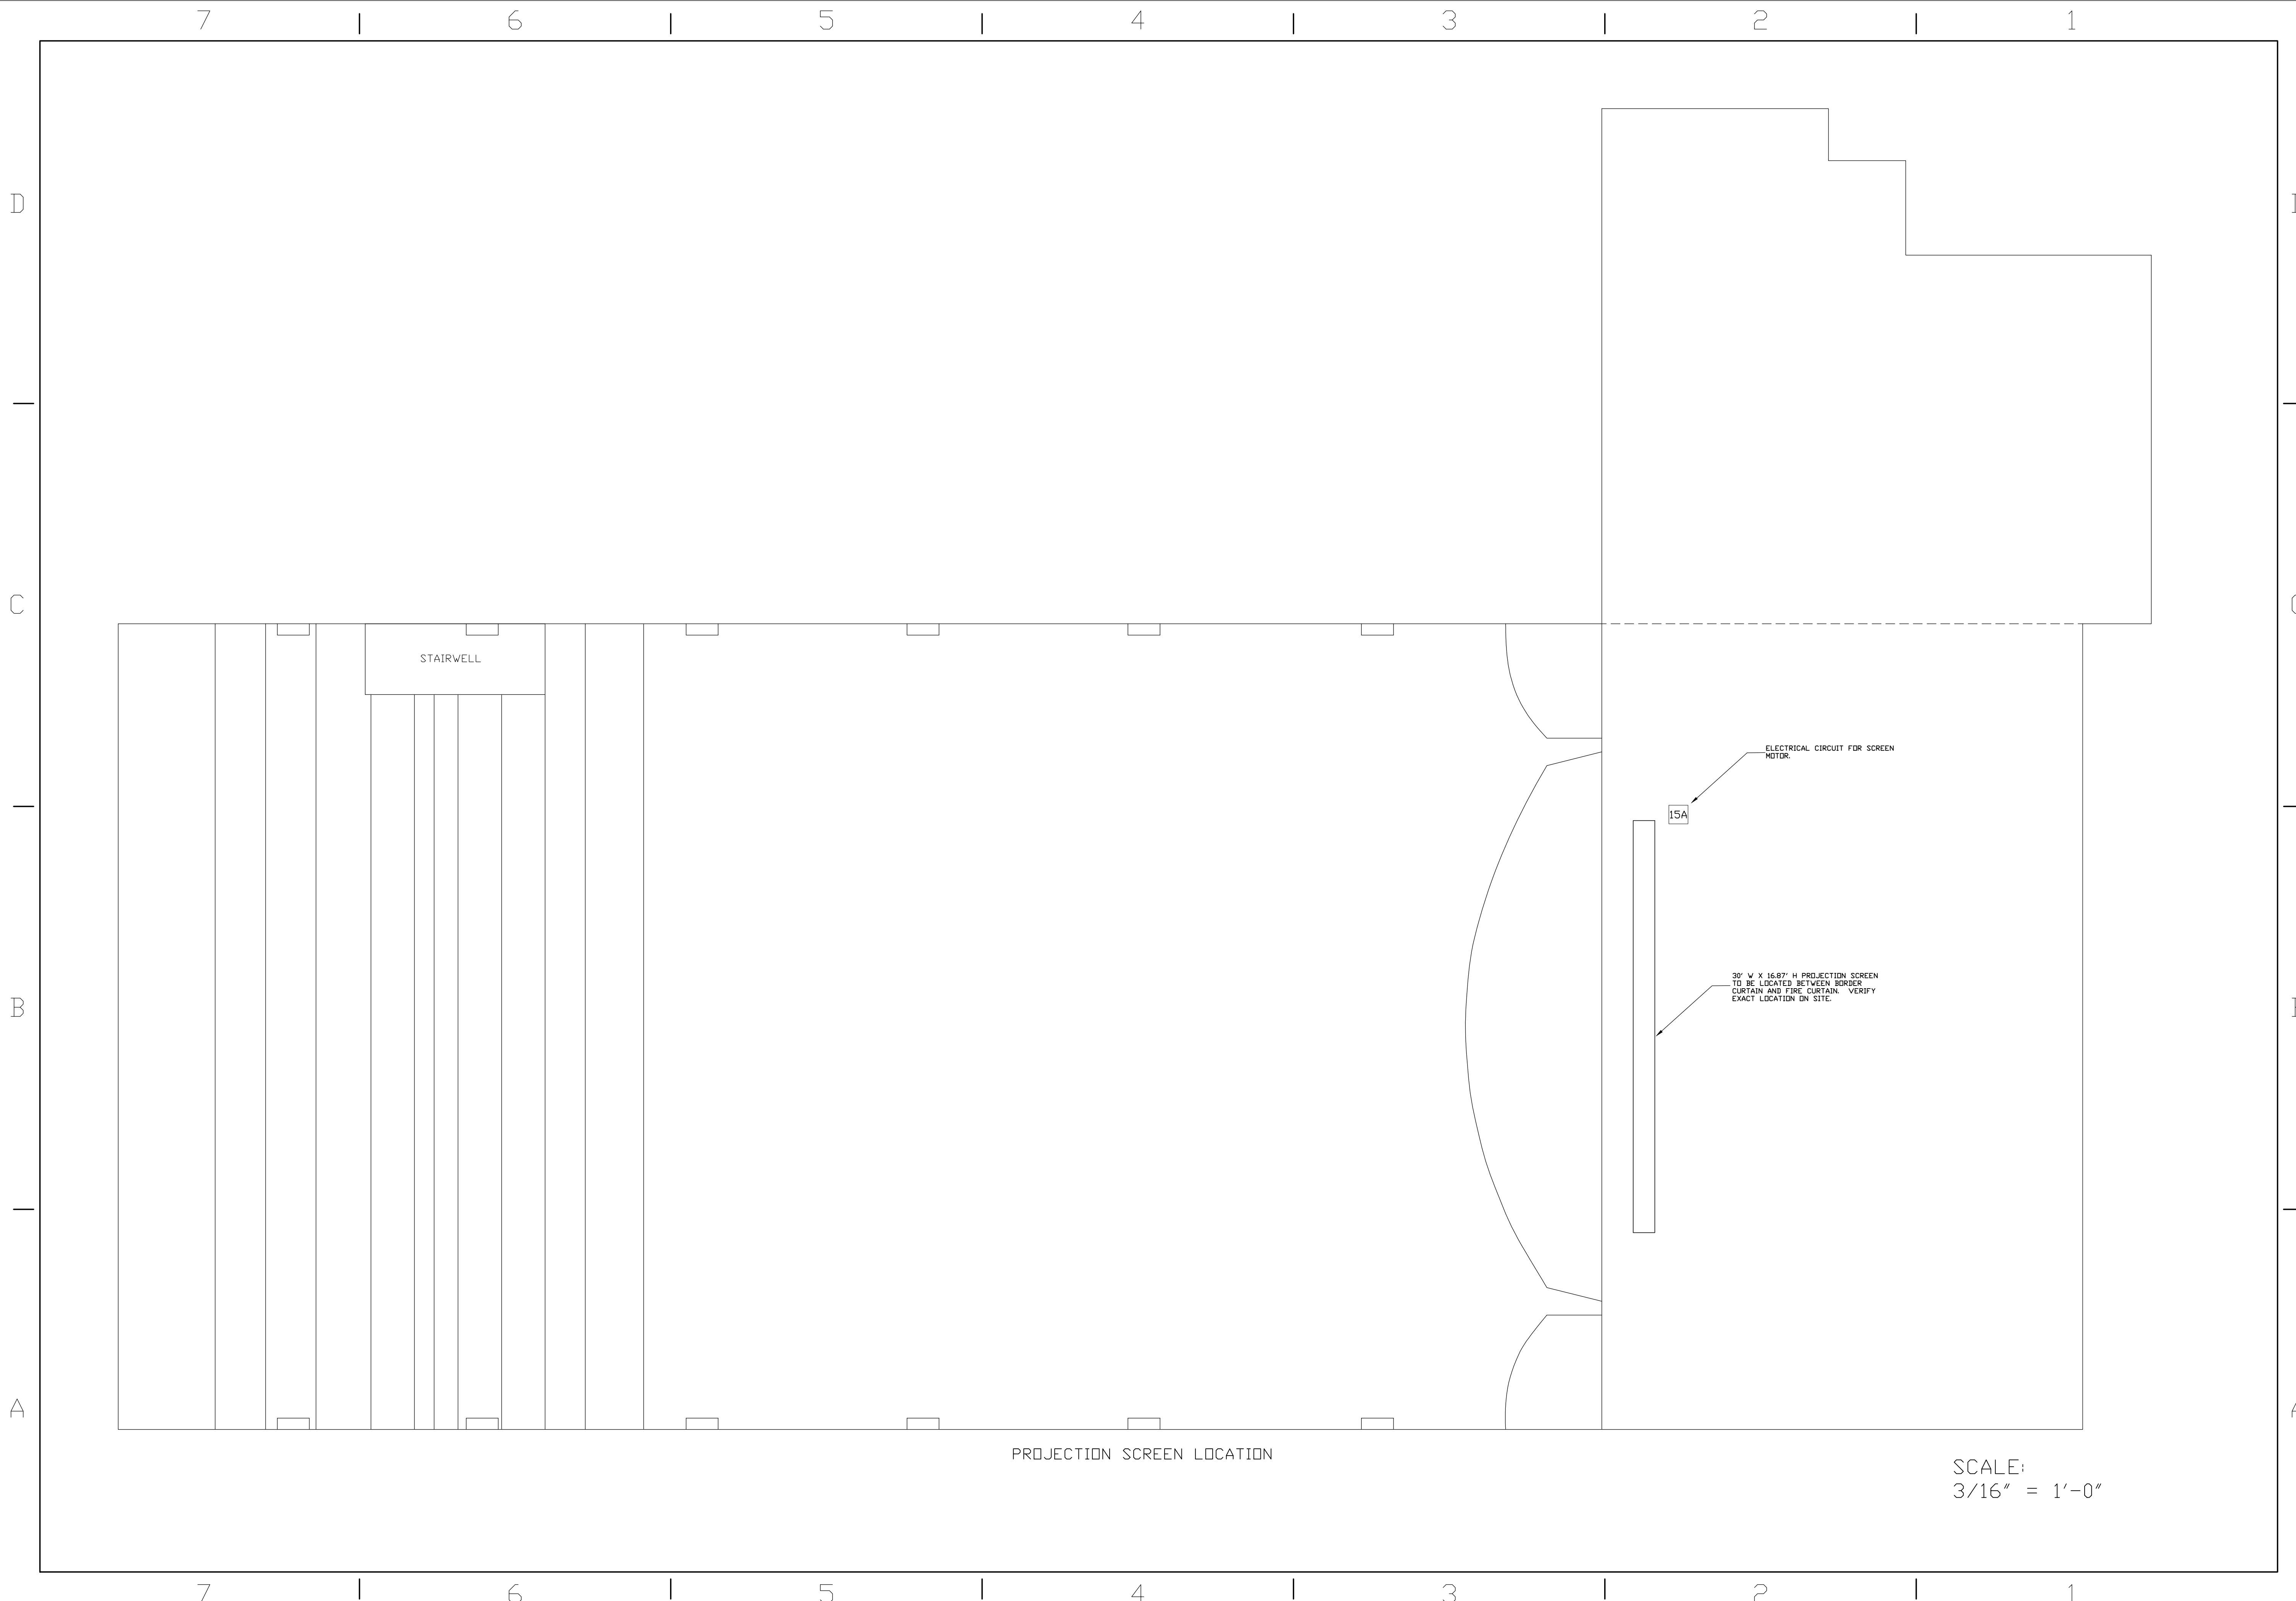 7 6 5 4 3 2 1
D
C
STAIRWELL
ELECTRICAL CIRCUIT FOR SCREEN
MOTOR.
15A
30' W X 16.87' H PROJECTION SCREEN
TO BE LOCATED BETWEEN BORDER
CURTAIN AND FIRE CURTAIN. VERIFY
EXACT LOCATION ON SITE.
B
A
PROJECTION SCREEN LOCATION
SCALE:
3/16" = 1'-0"
7 6 5 4 3 2 1